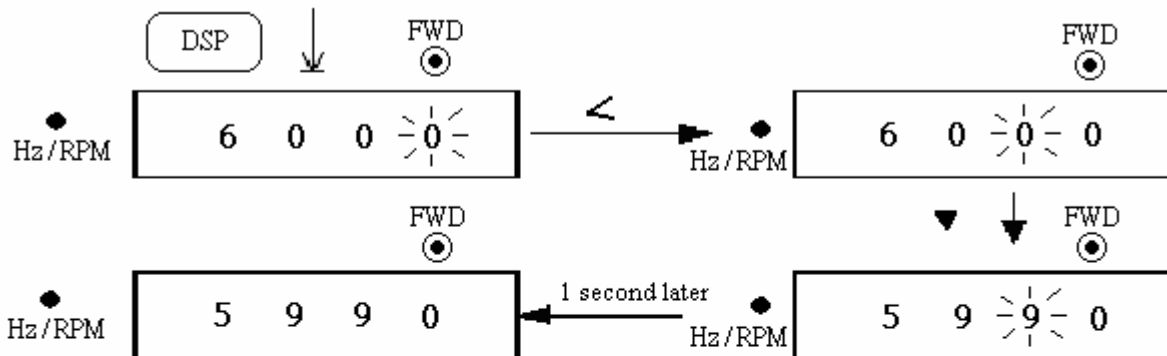 DSP
FWD
Hz/RPM
6 0 0 0
<
FWD
Hz/RPM
6 0 0 0
FWD
Hz/RPM
5 9 9 0
1 second later
FWD
Hz/RPM
5 9 9 0